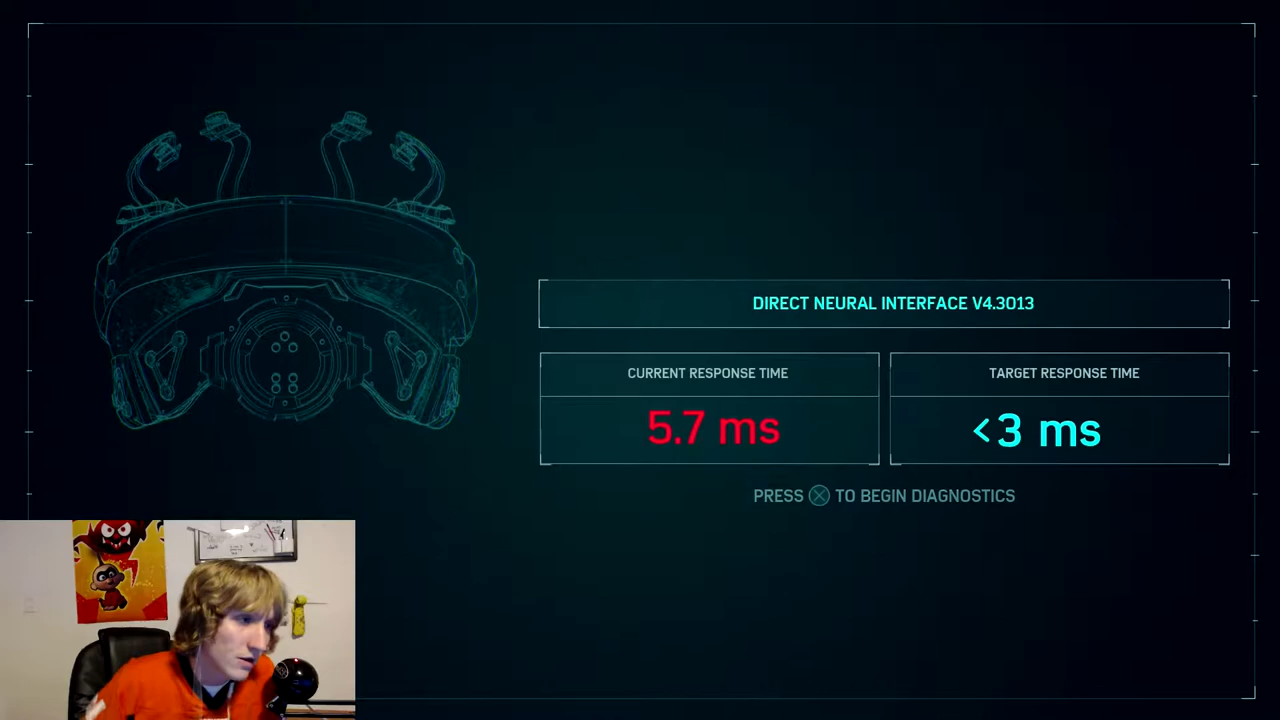 DIRECT NEURAL INTERFACE V4.3013
CURRENT RESPONSE TIME
TARGET RESPONSE TIME
5.7 ms
<3 ms
PRESS ⓧ TO BEGIN DIAGNOSTICS